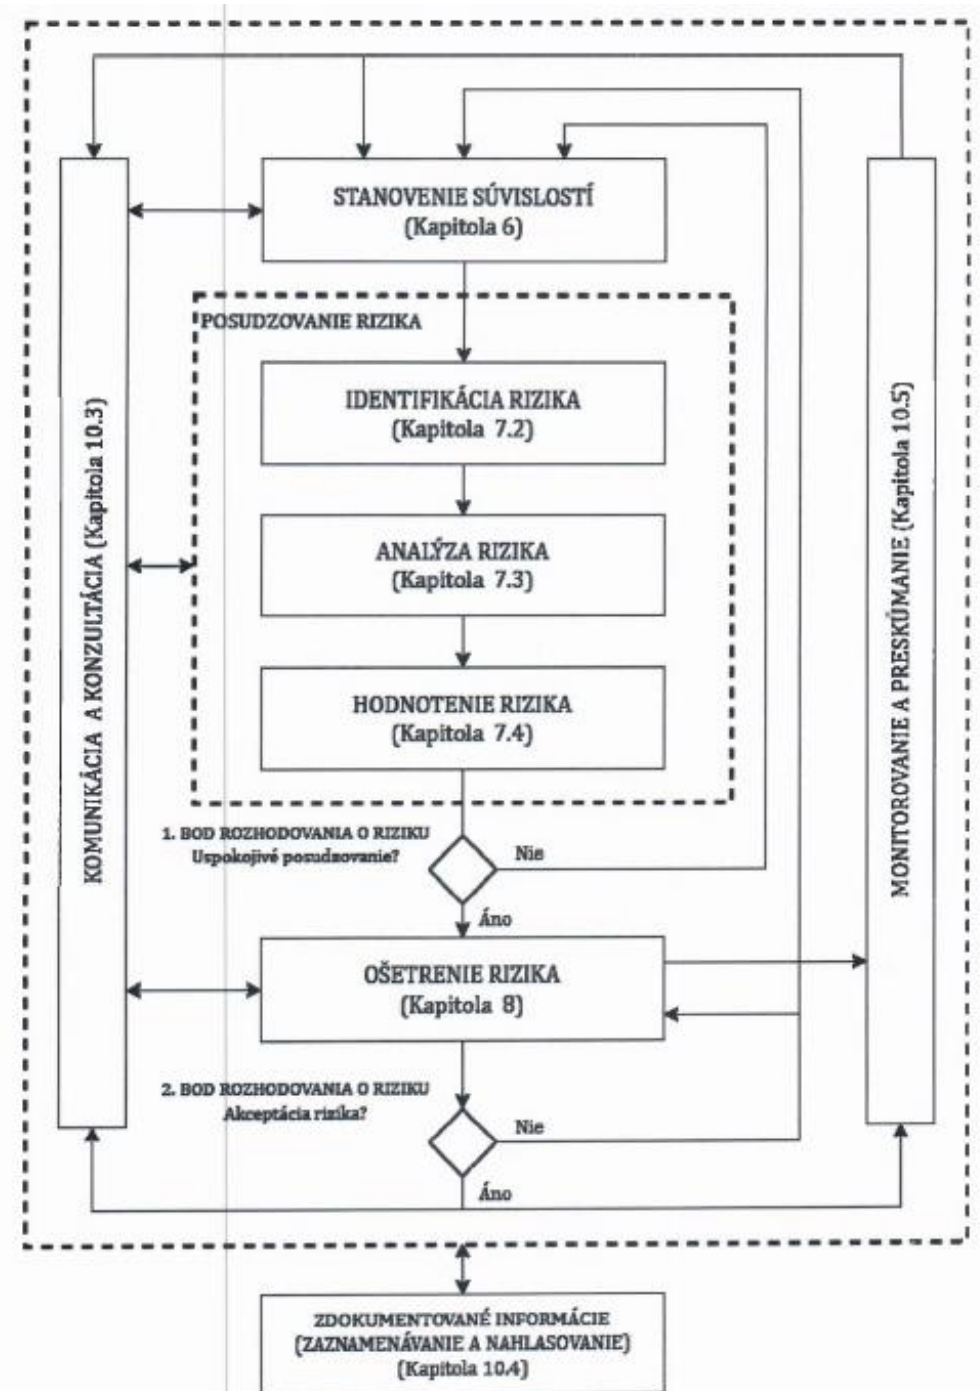 STANOVENIE SÚVISLOSTÍ
(Kapitola 6)
POSUDZOVANIE RIZIKA
IDENTIFIKÁCIA RIZIKA
(Kapitola 7.2)
ANALÝZA RIZIKA
(Kapitola 7.3)
HODNOTENIE RIZIKA
(Kapitola 7.4)
KOMUNIKÁCIA A KONZULTÁCIA (Kapitola 10.3)
MONITOROVANIE A PRESKÚMANIE (Kapitola 10.5)
1. BOD ROZHODOVANIA O RIZIKU
Uspokojivé posudzovanie?
Nie
Áno
OŠETRENIE RIZIKA
(Kapitola 8)
2. BOD ROZHODOVANIA O RIZIKU
Akceptácia rizika?
Nie
Áno
ZDOKUMENTOVANÉ INFORMÁCIE
(ZAZNAMENÁVANIE A NAHLASOVANIE)
(Kapitola 10.4)